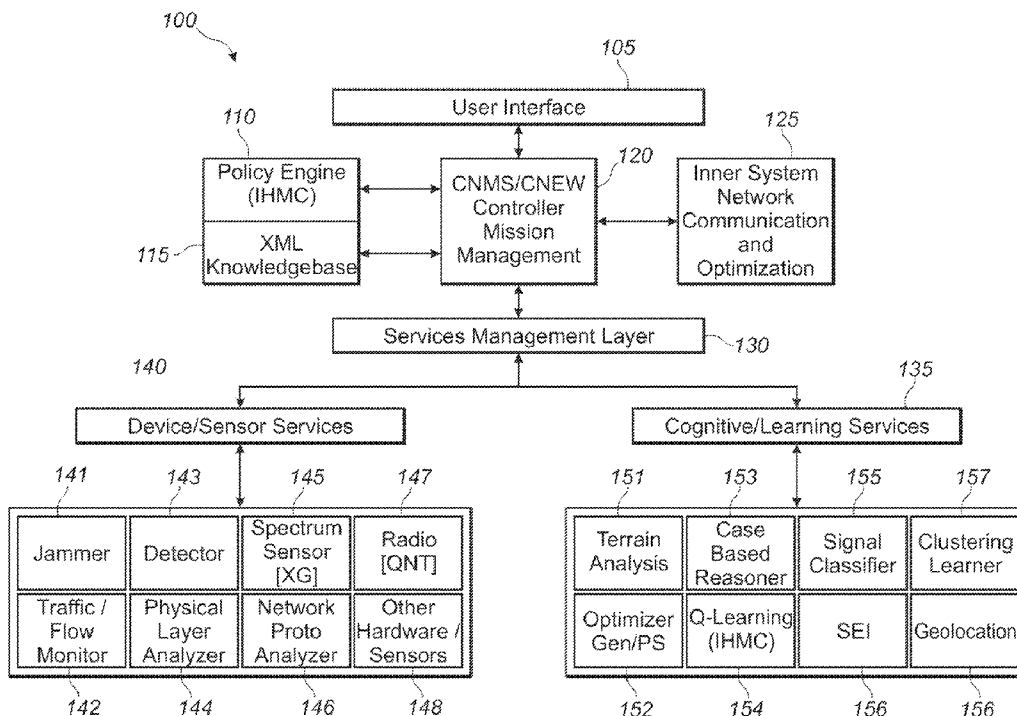 100
105
User Interface
110
Policy Engine
(IHMC)
115
XML
Knowledgebase
120
CNMS/CNEW
Controller
Mission
Management
125
Inner System
Network
Communication
and
Optimization
Services Management Layer
130
140
135
Device/Sensor Services
Cognitive/Learning Services
141
143
145
147
Jammer
Detector
Spectrum
Sensor
[XG]
Radio
[QNT]
Traffic /
Flow
Monitor
Physical
Layer
Analyzer
Network
Proto
Analyzer
Other
Hardware /
Sensors
142
144
146
148
151
153
155
157
Terrain
Analysis
Case
Based
Reasoner
Signal
Classifier
Clustering
Learner
Optimizer
Gen/PS
Q-Learning
(IHMC)
SEI
Geolocation
152
154
156
156